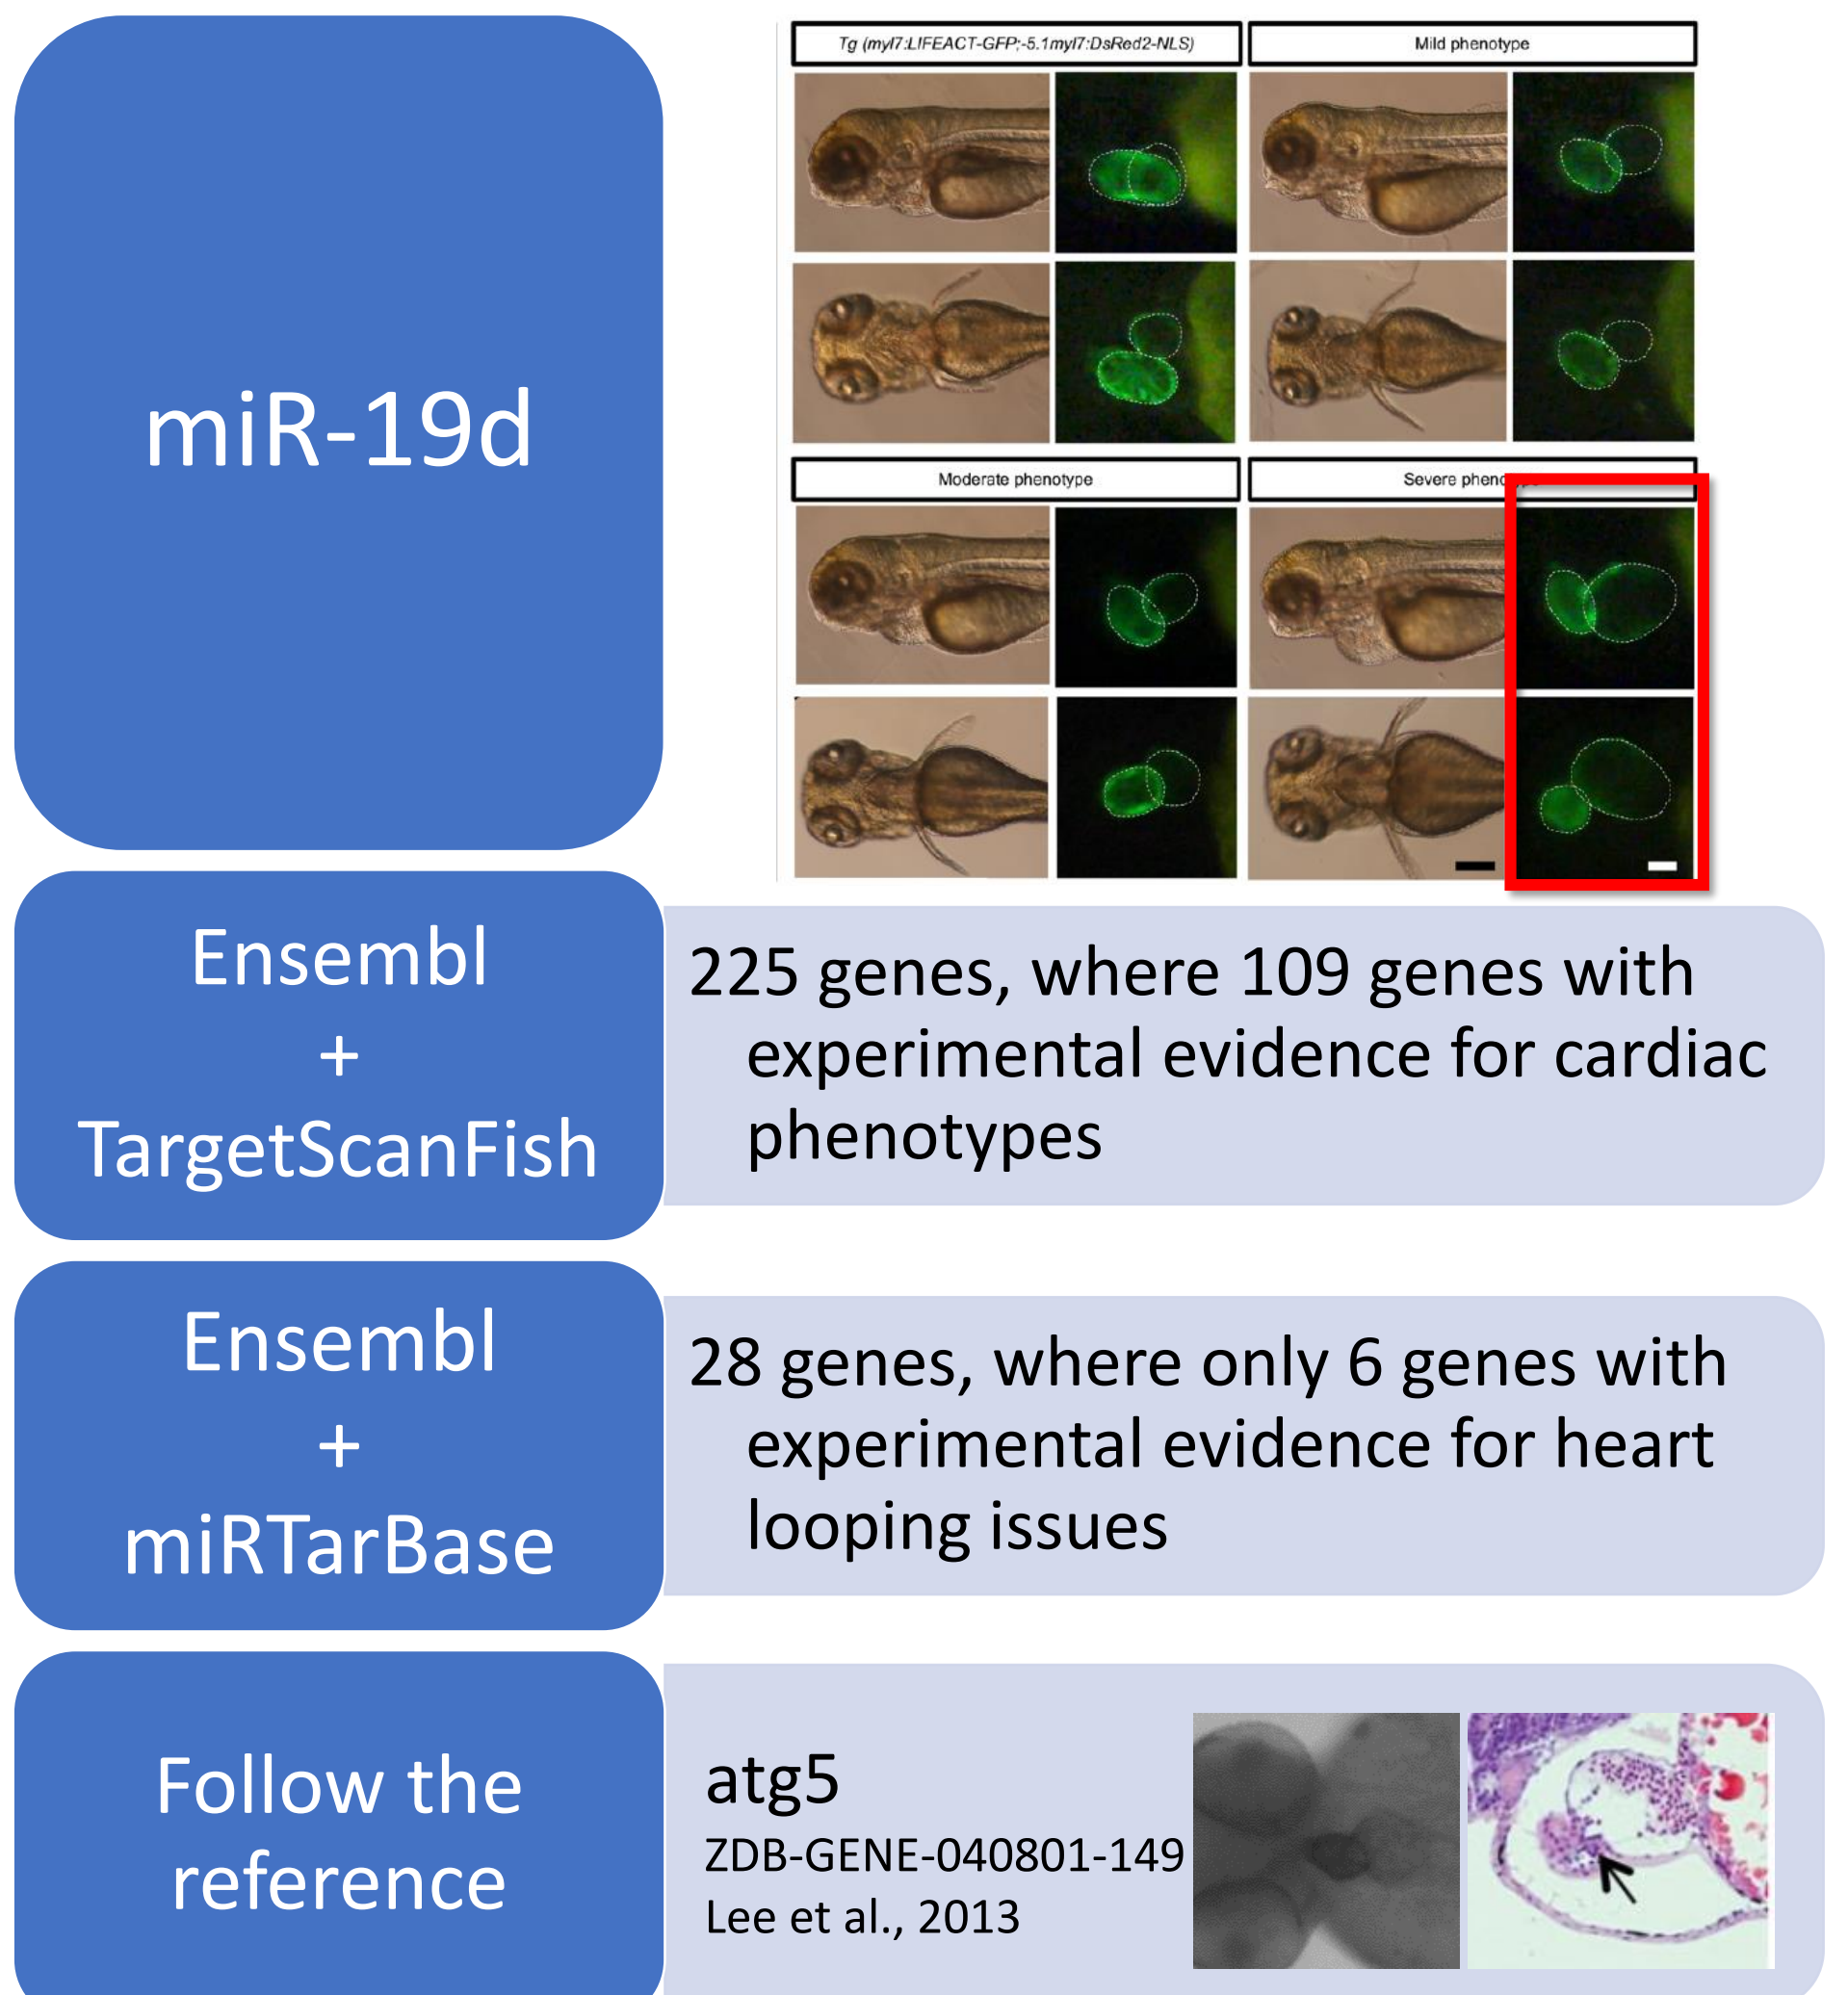 miR-19d
Tg (myl7:LIFEACT-GFP;-5.1myl7:DsRed2-NLS)
Mild phenotype
Moderate phenotype
Severe
Ensembl
+
TargetScanFish
225 genes, where 109 genes with
experimental evidence for cardiac
phenotypes
Ensembl
+
miRTarBase
28 genes, where only 6 genes with
experimental evidence for heart
looping issues
Follow the
reference
atg5
ZDB-GENE-040801-149
Lee et al., 2013